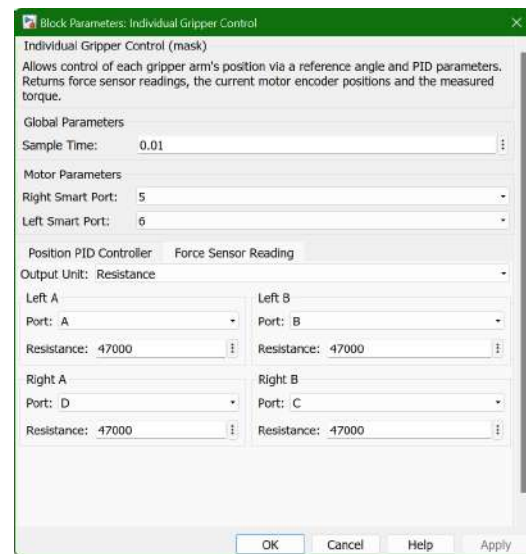 Block Parameters: Individual Gripper Control
Individual Gripper Control (mask)
Allows control of each gripper arm's position via a reference angle and PID parameters.
Returns force sensor readings, the current motor encoder positions and the measured
torque.
Global Parameters
Sample Time: 0.01
Motor Parameters
Right Smart Port: 5
Left Smart Port: 6
Position PID Controller Force Sensor Reading
Output Unit: Resistance
Left A Left B
Port: A Port: B
Resistance: 47000 Resistance: 47000
Right A Right B
Port: D Port: C
Resistance: 47000 Resistance: 47000
OK Cancel Help Apply